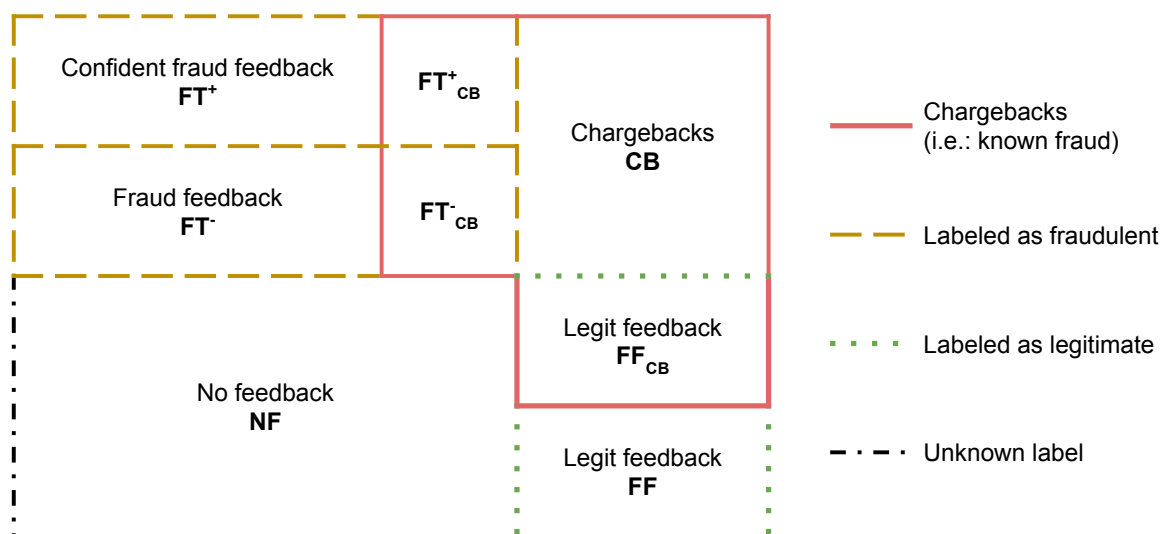 Confident fraud feedback
FT⁺
FT⁺CB
Chargebacks
CB
Fraud feedback
FT⁻
FT⁻CB
No feedback
NF
Legit feedback
FFCB
Legit feedback
FF
Chargebacks
(i.e.: known fraud)
Labeled as fraudulent
Labeled as legitimate
Unknown label